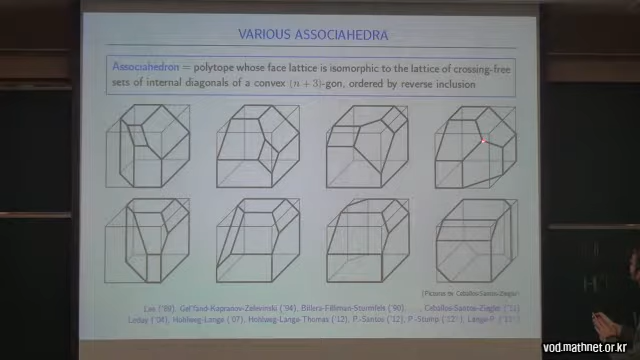 VARIOUS ASSOCIAHEDRA
Associahedron = polytope whose face lattice is isomorphic to the lattice of crossing-free
sets of internal diagonals of a convex (n + 3)-gon, ordered by reverse inclusion
(Pictures by Ceballos-Santos-Ziegler)
Lee ('89), Gel'fand-Kapranov-Zelevinski ('94), Billera-Filliman-Sturmfels ('90), ..., Ceballos-Santos-Ziegler ('11)
Loday ('04), Hohlweg-Lange ('07), Hohlweg-Lange-Thomas ('12), P.-Santos ('12), P.-Stump ('12+), Lange-P. ('13+)
vod.mathnet.or.kr